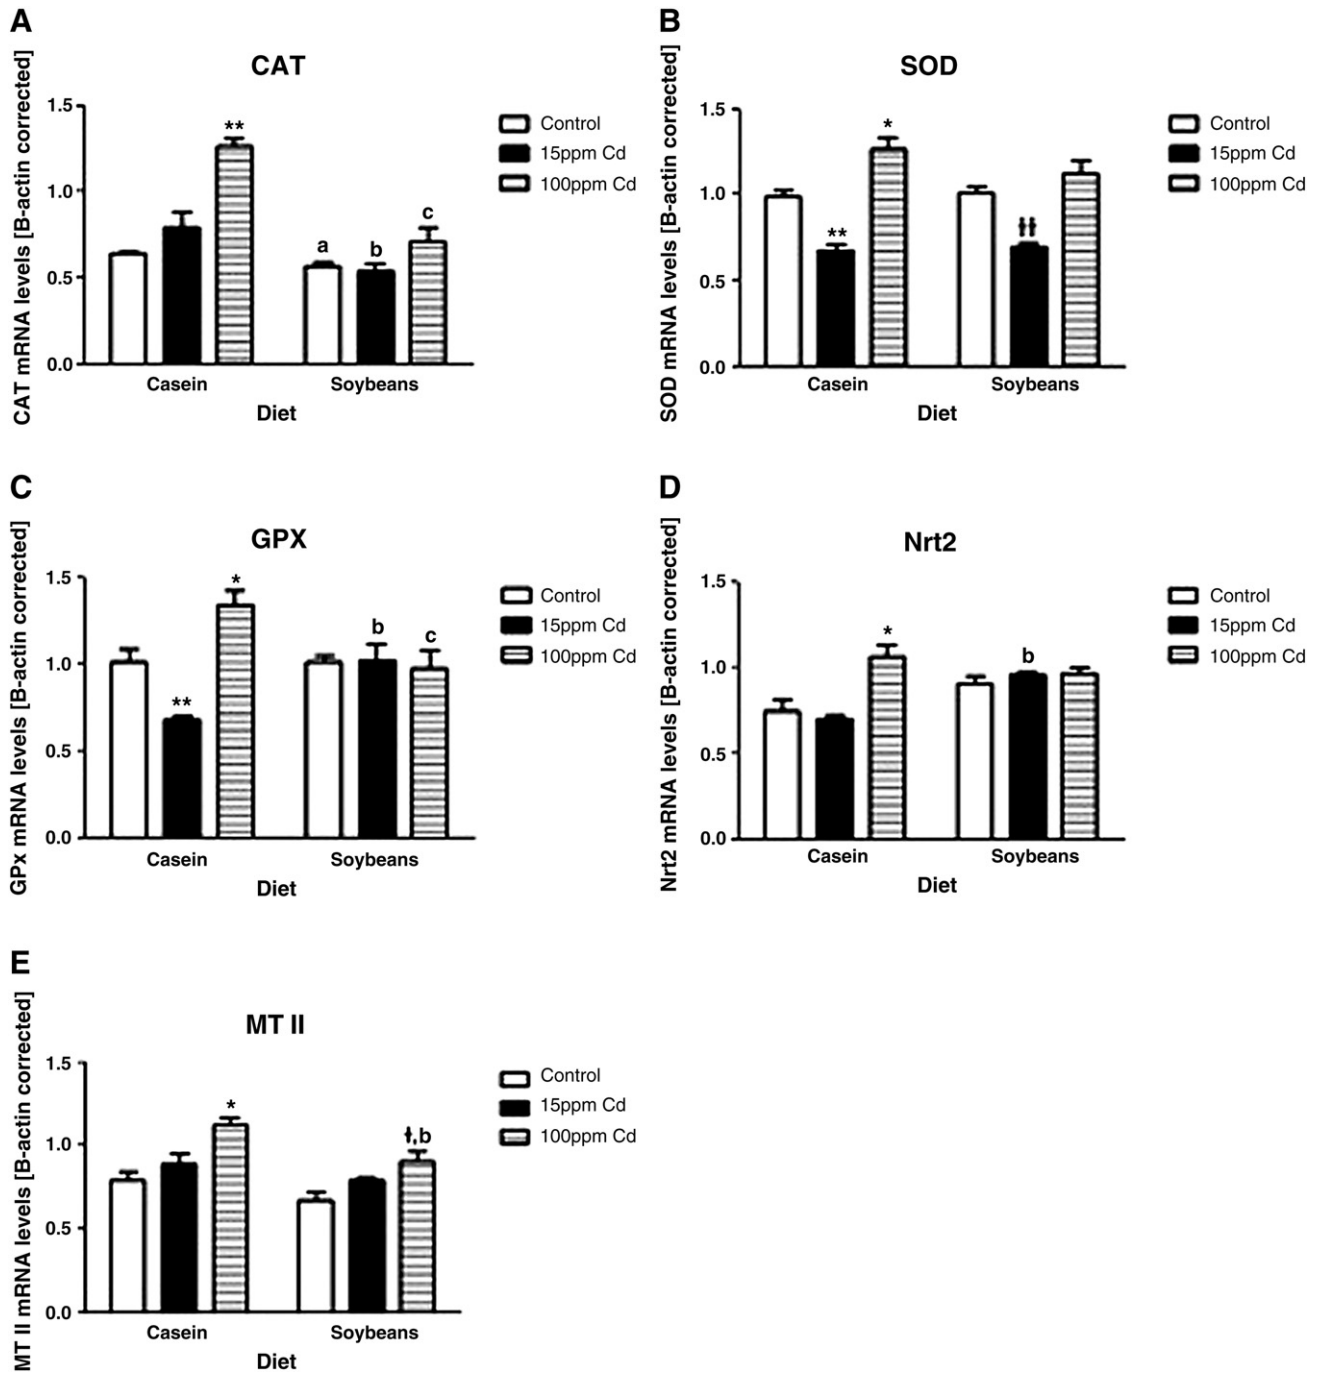 A
CAT
CAT mRNA levels [B-actin corrected]
1.5
1.0
0.5
0.0
**
a
b
c
Control
15ppm Cd
100ppm Cd
Casein
Soybeans
Diet
B
SOD
SOD mRNA levels [B-actin corrected]
1.5
1.0
0.5
0.0
**
*
‡‡
Control
15ppm Cd
100ppm Cd
Casein
Soybeans
Diet
C
GPX
GPx mRNA levels [B-actin corrected]
1.5
1.0
0.5
0.0
**
*
b
c
Control
15ppm Cd
100ppm Cd
Casein
Soybeans
Diet
D
Nrt2
Nrt2 mRNA levels [B-actin corrected]
1.5
1.0
0.5
0.0
*
b
Control
15ppm Cd
100ppm Cd
Casein
Soybeans
Diet
E
MT II
MT II mRNA levels [B-actin corrected]
1.5
1.0
0.5
0.0
*
ƚ,b
Control
15ppm Cd
100ppm Cd
Casein
Soybeans
Diet